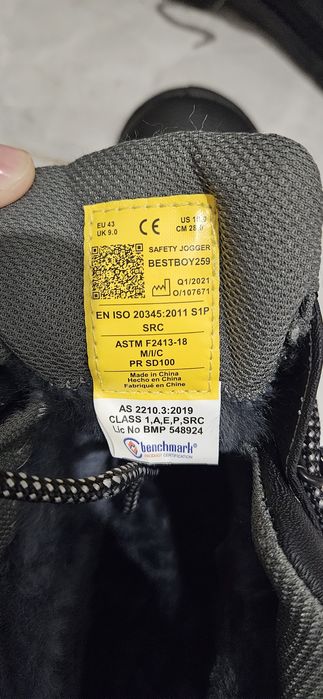 EU 43
UK 9.0
CE
US 10.0
CM 28.0
SAFETY JOGGER
BESTBOY259
Q1/2021
O/107671
EN ISO 20345:2011 S1P
SRC
ASTM F2413-18
M/I/C
PR SD100
Made in China
Hecho en China
Fabriqué en Chine
AS 2210.3:2019
CLASS 1,A,E,P,SRC
Lic No BMP 548924
benchmark®
PRODUCT CERTIFICATION